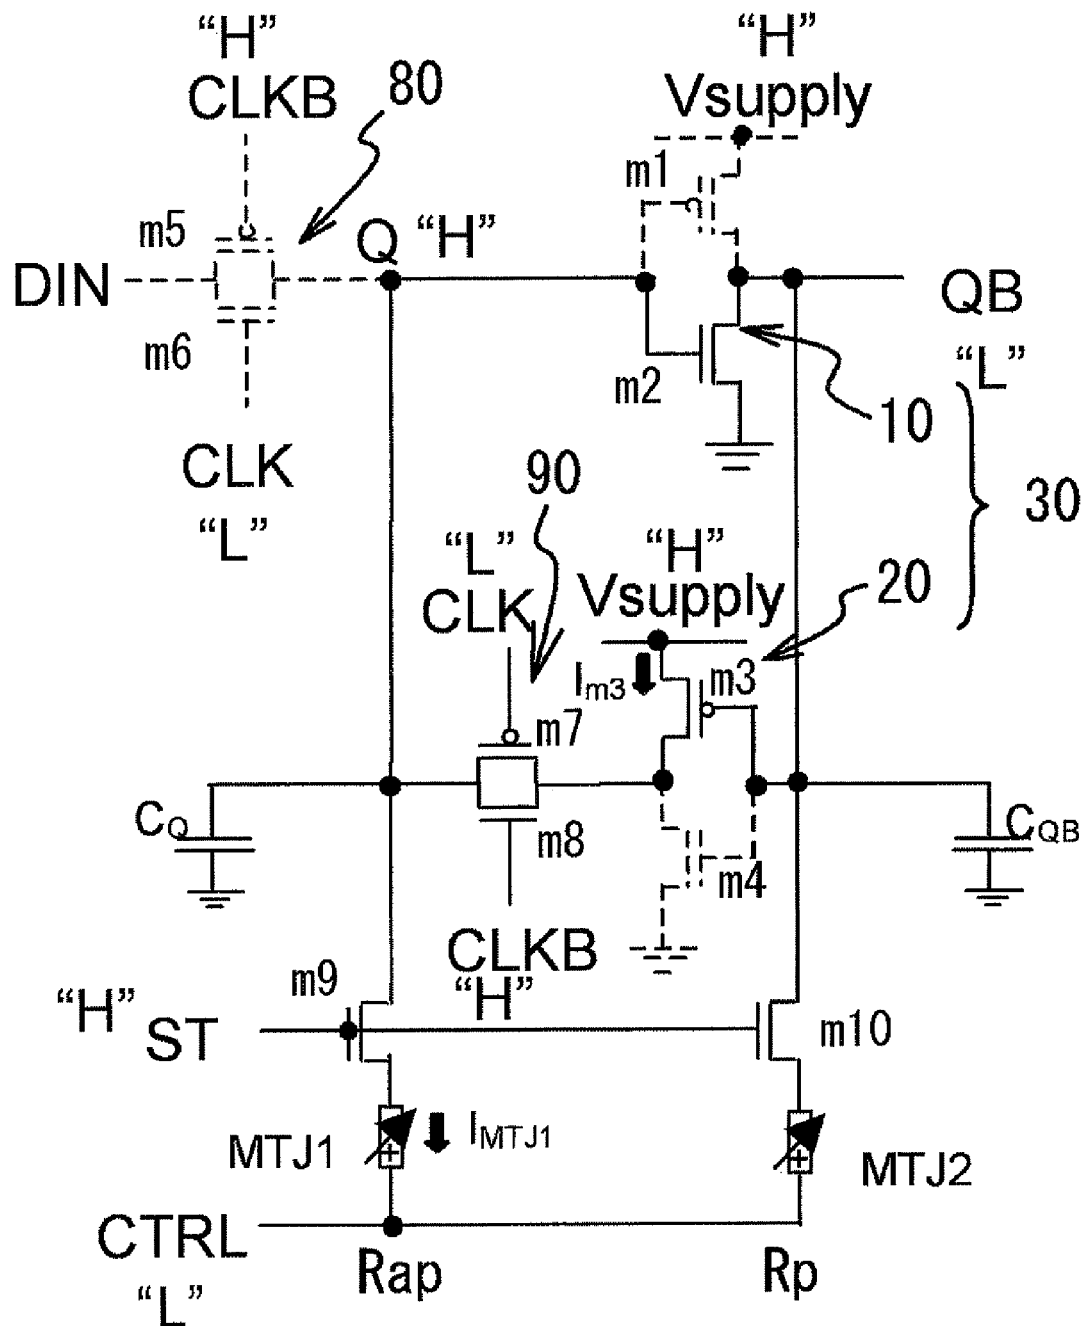 “H”
CLKB
80
“H”
Vsupply
m1
m5
Q “H”
DIN
QB
m6
m2
“L”
10
CLK
“L”
90
30
“L”
CLK
“H”
Vsupply
20
Im3
m3
m7
CQ
m8
m4
CQB
CLKB
“H”
m9
“H” ST
m10
MTJ1
IMTJ1
MTJ2
CTRL
“L”
Rap
Rp